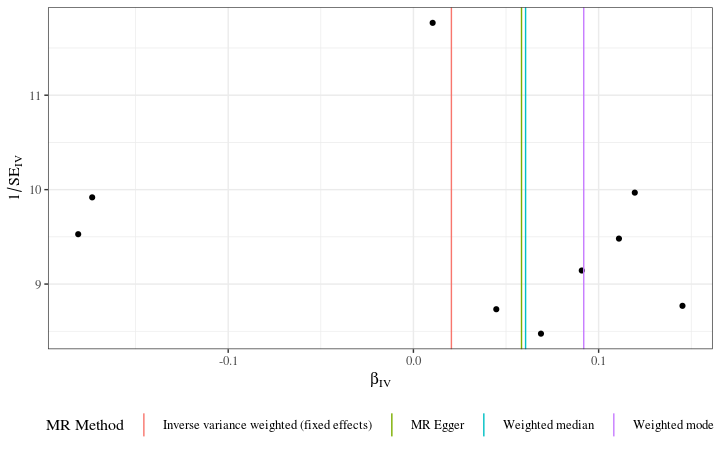 11
10
9
1/SE_IV
-0.1 0.0 0.1
β_IV
MR Method Inverse variance weighted (fixed effects) MR Egger Weighted median Weighted mode